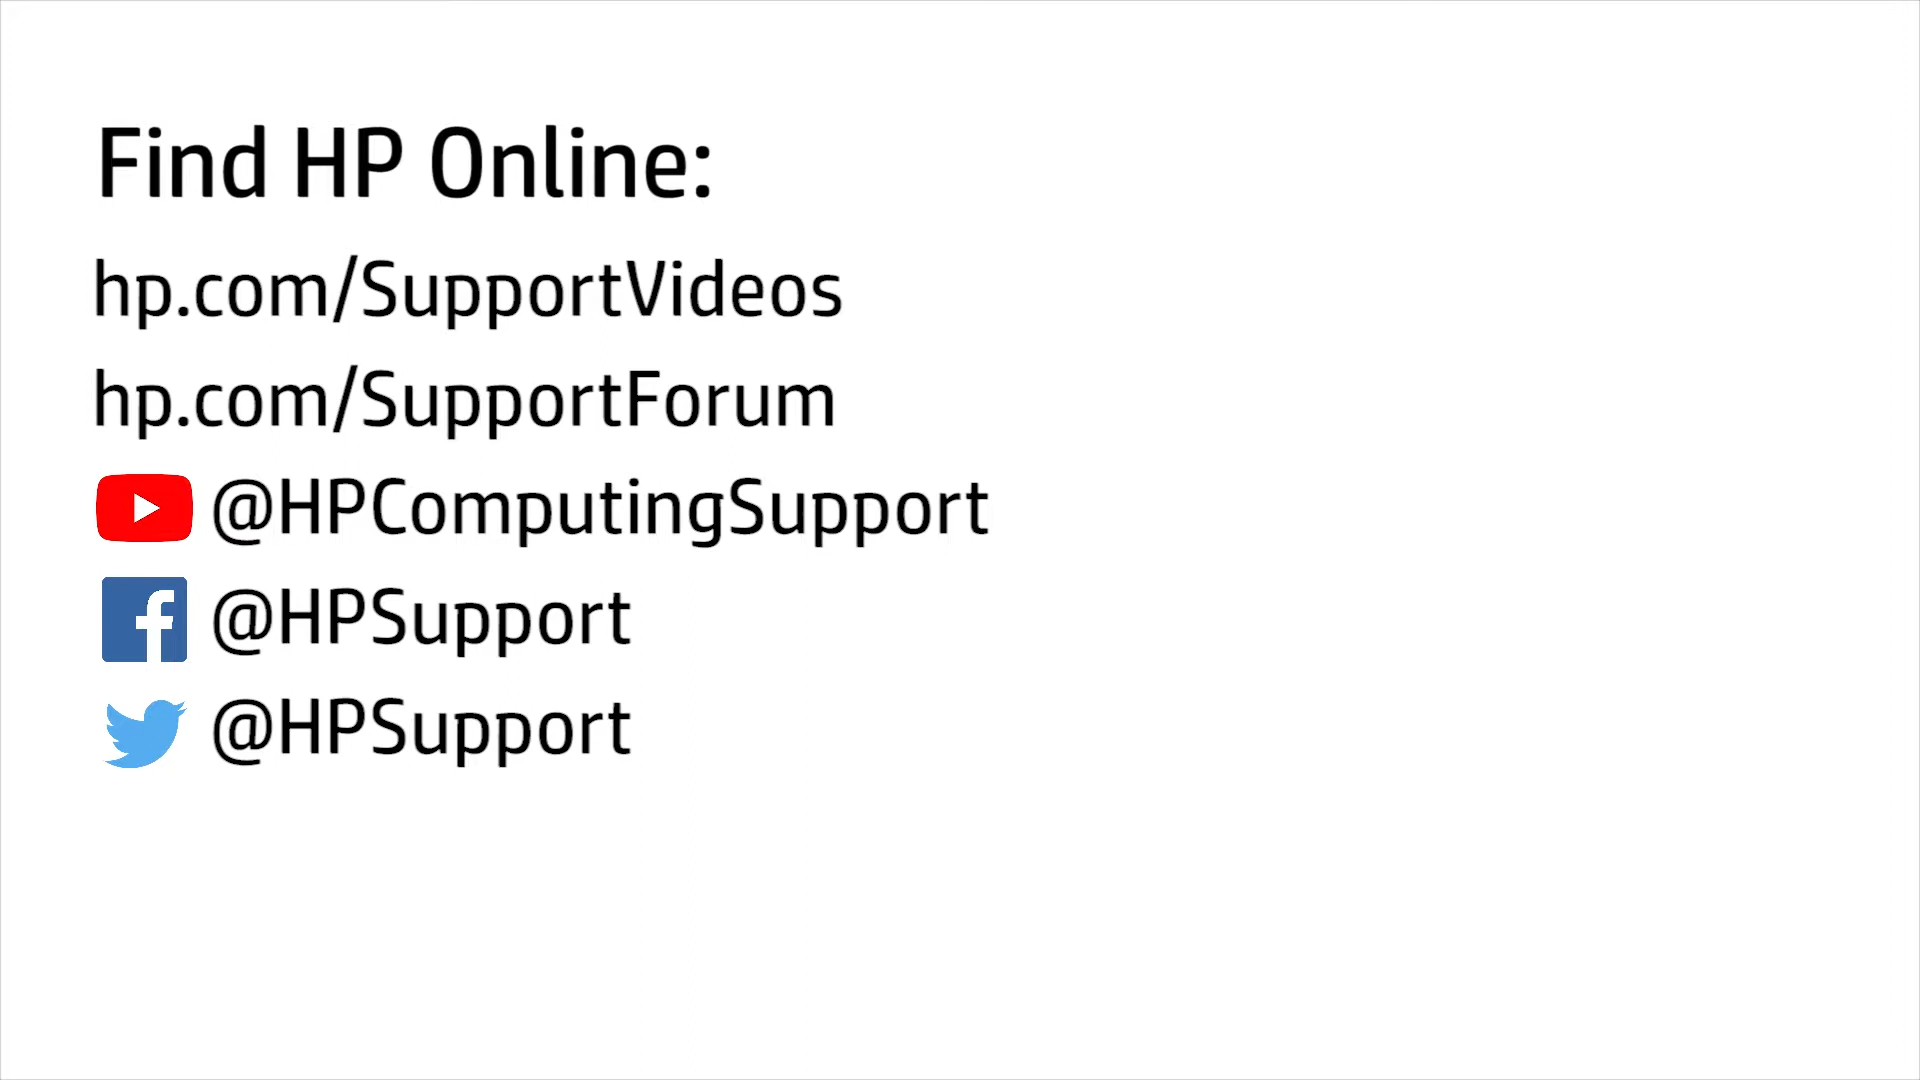 Find HP Online:
hp.com/SupportVideos
hp.com/SupportForum
@HPComputingSupport
@HPSupport
@HPSupport